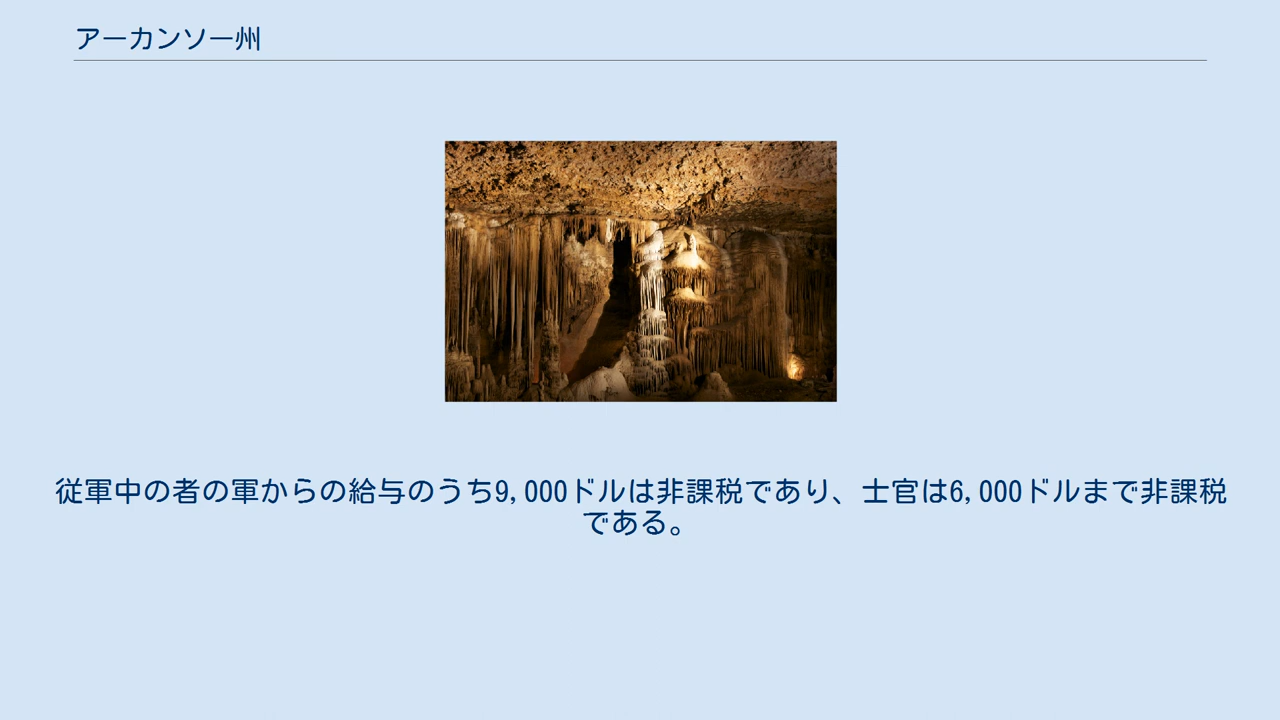 アーカンソー州
従軍中の者の軍からの給与のうち9,000ドルは非課税であり、士官は6,000ドルまで非課税
である。